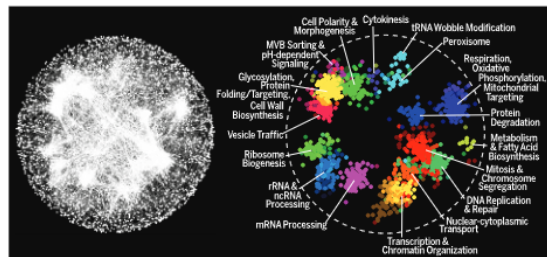 Cell Polarity &
Morphogenesis
Cytokinesis
tRNA Wobble Modification
Peroxisome
MVB Sorting &
pH-dependent
Signaling
Respiration,
Oxidative
Phosphorylation,
Mitochondrial
Targeting
Glycosylation,
Protein
Folding/Targeting,
Cell Wall
Biosynthesis
Protein
Degradation
Vesicle Traffic
Metabolism
& Fatty Acid
Biosynthesis
Ribosome
Biogenesis
Mitosis &
Chromosome
Segregation
rRNA &
ncRNA
Processing
DNA Replication
& Repair
mRNA Processing
Nuclear-cytoplasmic
Transport
Transcription &
Chromatin Organization